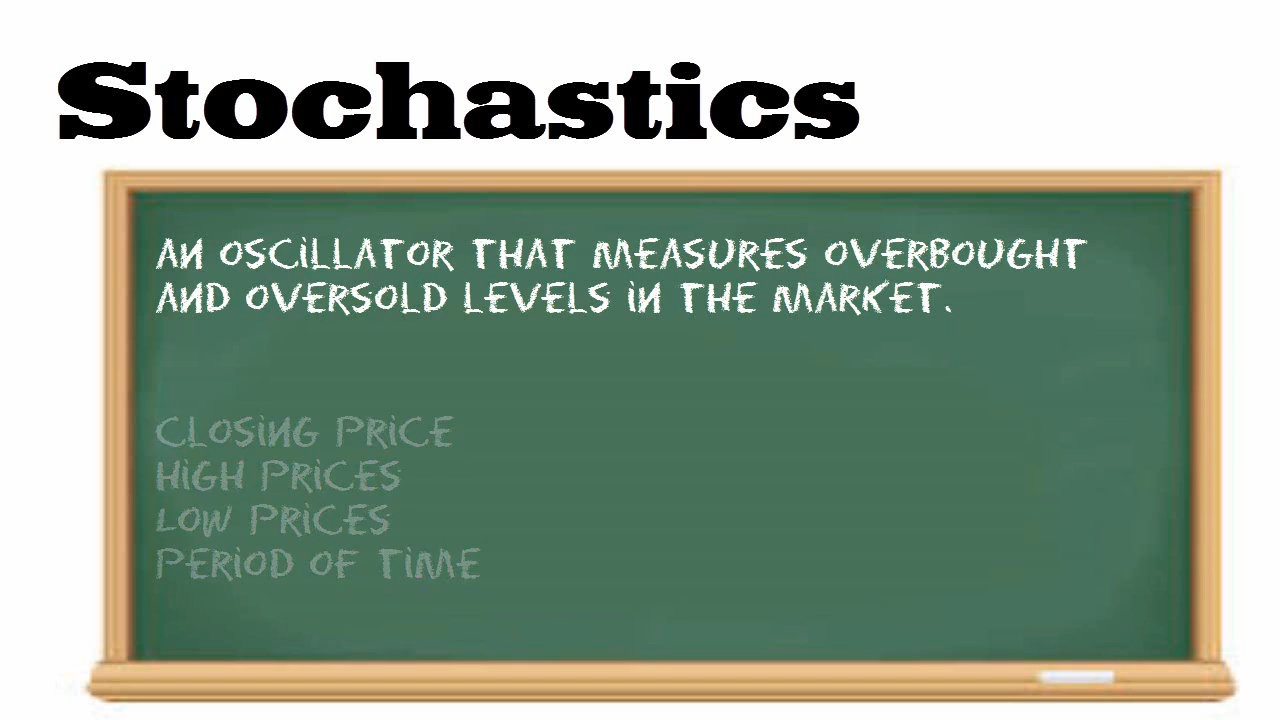 Stochastics
AN OSCILLATOR THAT MEASURES OVERBOUGHT
AND OVERSOLD LEVELS IN THE MARKET.
CLOSING PRICE
HIGH PRICES
LOW PRICES
PERIOD OF TIME